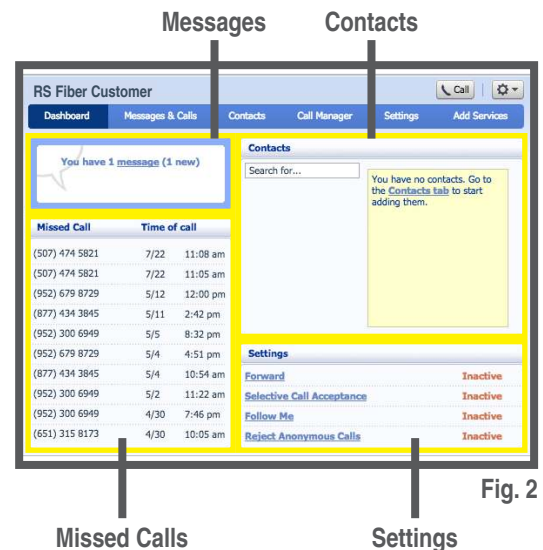 Messages Contacts
RS Fiber Customer Call
Dashboard Messages & Calls Contacts Call Manager Settings Add Services
You have 1 message (1 new)
Missed Call Time of call
(507) 474 5821 7/22 11:08 am
(507) 474 5821 7/22 11:05 am
(952) 679 8729 5/12 12:00 pm
(877) 434 3845 5/11 2:42 pm
(952) 300 6949 5/5 8:32 pm
(952) 679 8729 5/4 4:51 pm
(877) 434 3845 5/4 10:54 am
(952) 300 6949 5/2 11:22 am
(952) 300 6949 4/30 7:46 pm
(651) 315 8173 4/30 10:05 am
Contacts
Search for...
You have no contacts. Go to
the Contacts tab to start
adding them.
Settings
Forward Inactive
Selective Call Acceptance Inactive
Follow Me Inactive
Reject Anonymous Calls Inactive
Fig. 2
Missed Calls Settings